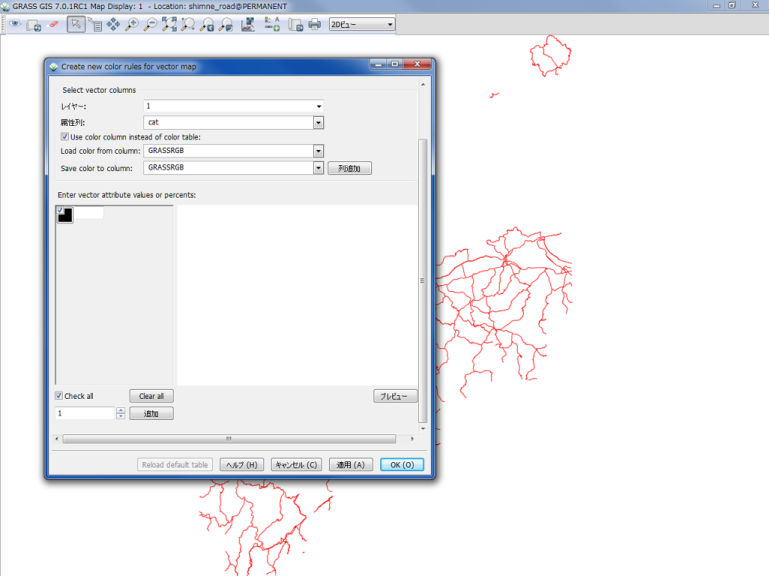 GRASS GIS 7.0.1RC1 Map Display: 1 - Location: shimne_road@PERMANENT
2Dビュー
Create new color rules for vector map
Select vector columns
レイヤー: 1
属性列: cat
Use color column instead of color table:
Load color from column: GRASSRGB
Save color to column: GRASSRGB 列追加
Enter vector attribute values or percents:
Check all Clear all プレビュー
1 追加
Reload default table ヘルプ (H) キャンセル (C) 適用 (A) OK (O)